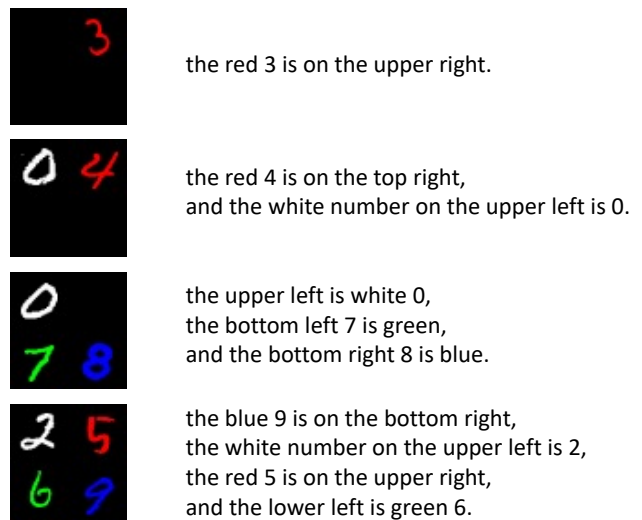 3
the red 3 is on the upper right.
0 4
the red 4 is on the top right,
and the white number on the upper left is 0.
0
7 8
the upper left is white 0,
the bottom left 7 is green,
and the bottom right 8 is blue.
2 5
6 9
the blue 9 is on the bottom right,
the white number on the upper left is 2,
the red 5 is on the upper right,
and the lower left is green 6.